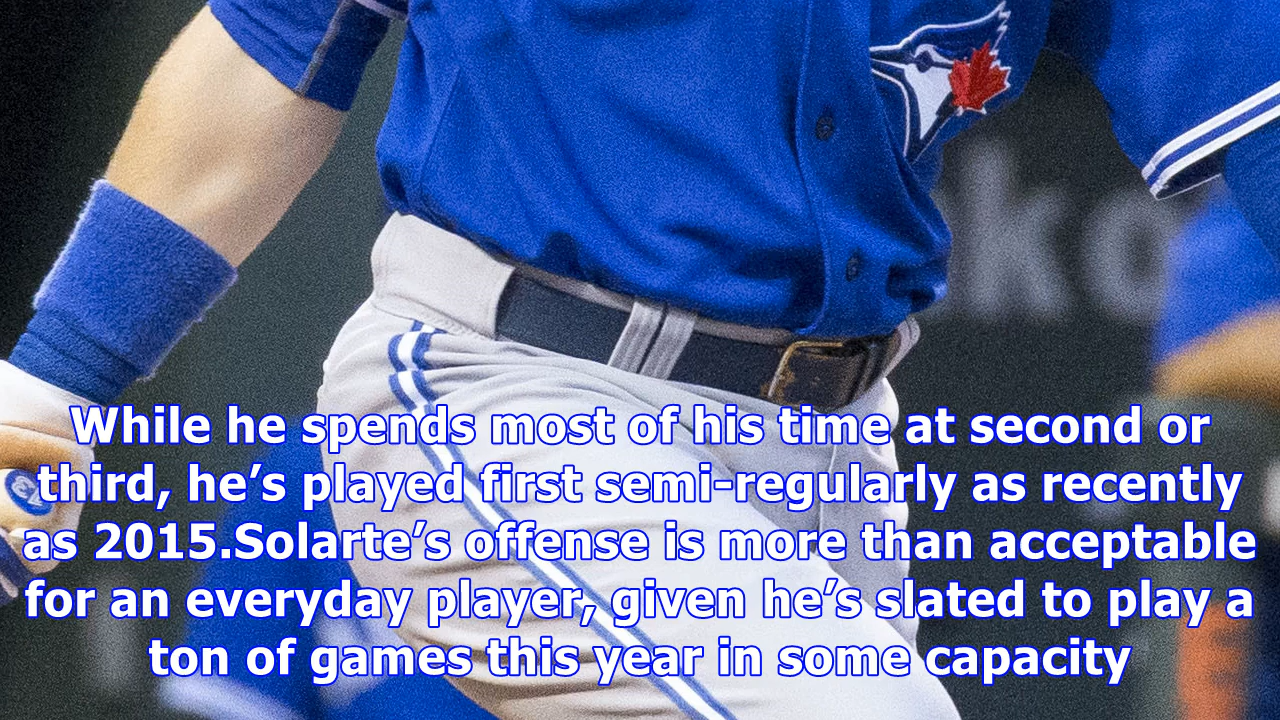 While he spends most of his time at second or
third, he’s played first semi-regularly as recently
as 2015.Solarte’s offense is more than acceptable
for an everyday player, given he’s slated to play a
ton of games this year in some capacity